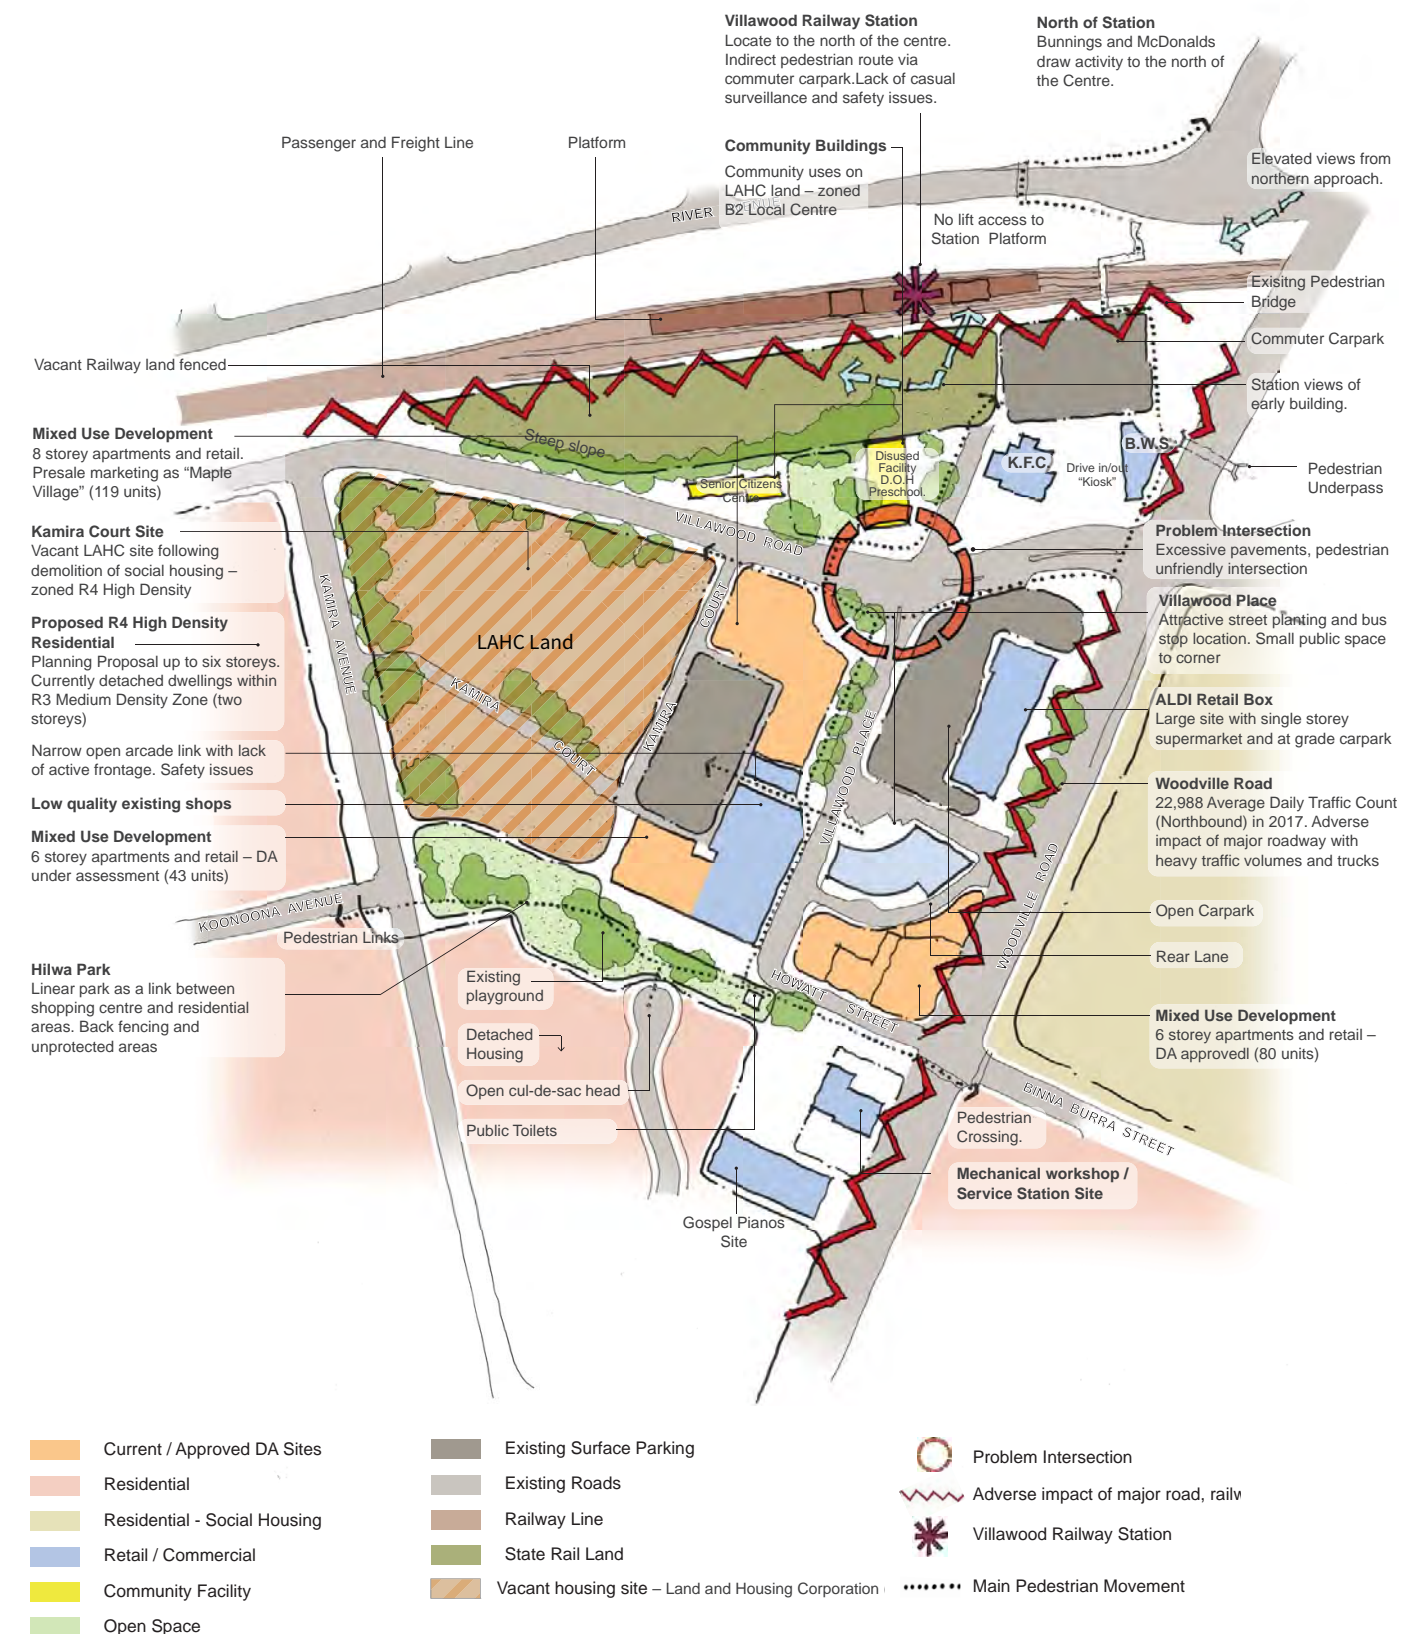 Villawood Railway Station
Locate to the north of the centre.
Indirect pedestrian route via
commuter carpark.Lack of casual
surveillance and safety issues.
North of Station
Bunnings and McDonalds
draw activity to the north of
the Centre.
Passenger and Freight Line
Platform
Community Buildings
Community uses on
LAHC land – zoned
B2 Local Centre
RIVER AVENUE
No lift access to
Station Platform
Elevated views from
northern approach.
Exisitng Pedestrian
Bridge
Commuter Carpark
Station views of
early building.
Vacant Railway land fenced
Mixed Use Development
8 storey apartments and retail.
Presale marketing as “Maple
Village” (119 units)
Steep slope
Senior Citizens
Centre
Disused
Facility
D.O.H
Preschool.
K.F.C.
B.W.S.
Drive in/out
“Kiosk”
Pedestrian
Underpass
VILLAWOOD ROAD
Kamira Court Site
Vacant LAHC site following
demolition of social housing –
zoned R4 High Density
Problem Intersection
Excessive pavements, pedestrian
unfriendly intersection
KAMIRA AVENUE
LAHC Land
KAMIRA COURT
KAMIRA COURT
Proposed R4 High Density
Residential
Planning Proposal up to six storeys.
Currently detached dwellings within
R3 Medium Density Zone (two
storeys)
Villawood Place
Attractive street planting and bus
stop location. Small public space
to corner
ALDI Retail Box
Large site with single storey
supermarket and at grade carpark
VILLAWOOD PLACE
Narrow open arcade link with lack
of active frontage. Safety issues
Low quality existing shops
Mixed Use Development
6 storey apartments and retail – DA
under assessment (43 units)
Woodville Road
22,988 Average Daily Traffic Count
(Northbound) in 2017. Adverse
impact of major roadway with
heavy traffic volumes and trucks
WOODVILLE ROAD
KOONOONA AVENUE
Pedestrian Links
Open Carpark
Rear Lane
Hilwa Park
Linear park as a link between
shopping centre and residential
areas. Back fencing and
unprotected areas
Existing
playground
HOWATT STREET
Mixed Use Development
6 storey apartments and retail –
DA approvedl (80 units)
Detached
Housing
Open cul-de-sac head
Public Toilets
BINNA BURRA STREET
Pedestrian
Crossing.
Mechanical workshop /
Service Station Site
Gospel Pianos
Site
Current / Approved DA Sites
Residential
Residential - Social Housing
Retail / Commercial
Community Facility
Open Space
Existing Surface Parking
Existing Roads
Railway Line
State Rail Land
Vacant housing site – Land and Housing Corporation
Problem Intersection
Adverse impact of major road, railw
Villawood Railway Station
Main Pedestrian Movement